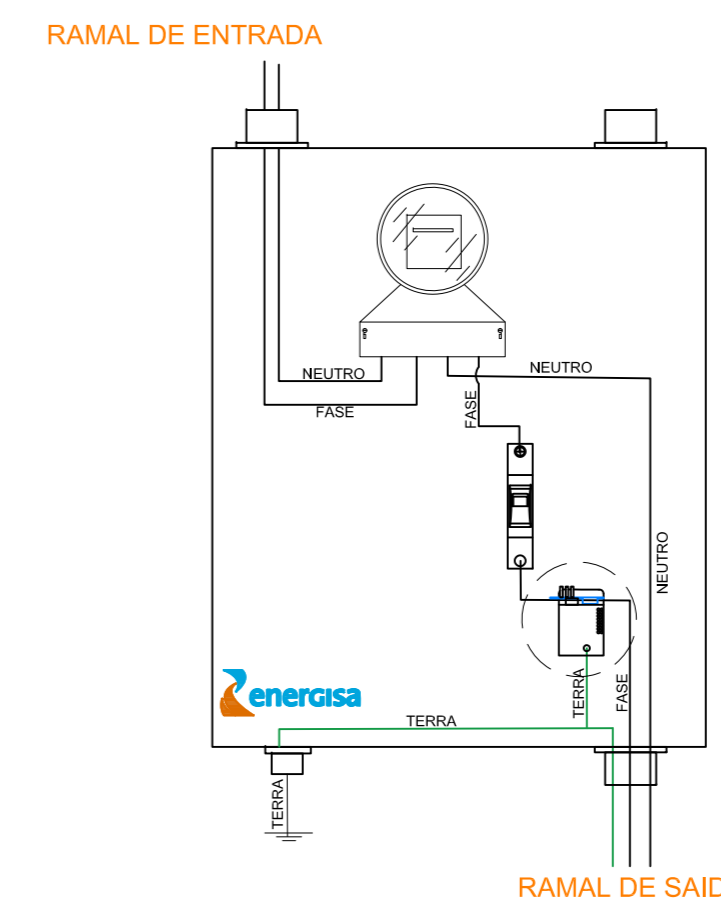 RAMAL DE ENTRADA
NEUTRO
FASE
NEUTRO
FASE
NEUTRO
TERRA
FASE
energisa
TERRA
TERRA
RAMAL DE SAID